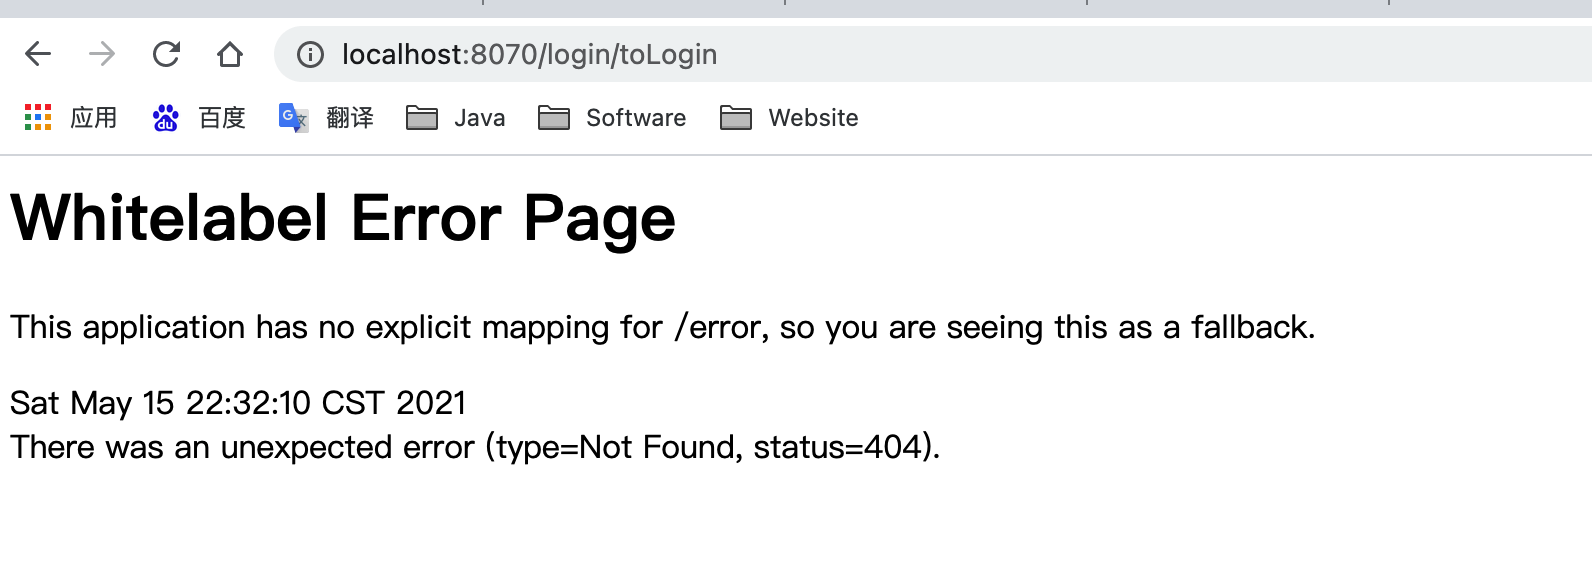 localhost:8070/login/toLogin
应用 百度 翻译 Java Software Website
Whitelabel Error Page
This application has no explicit mapping for /error, so you are seeing this as a fallback.
Sat May 15 22:32:10 CST 2021
There was an unexpected error (type=Not Found, status=404).